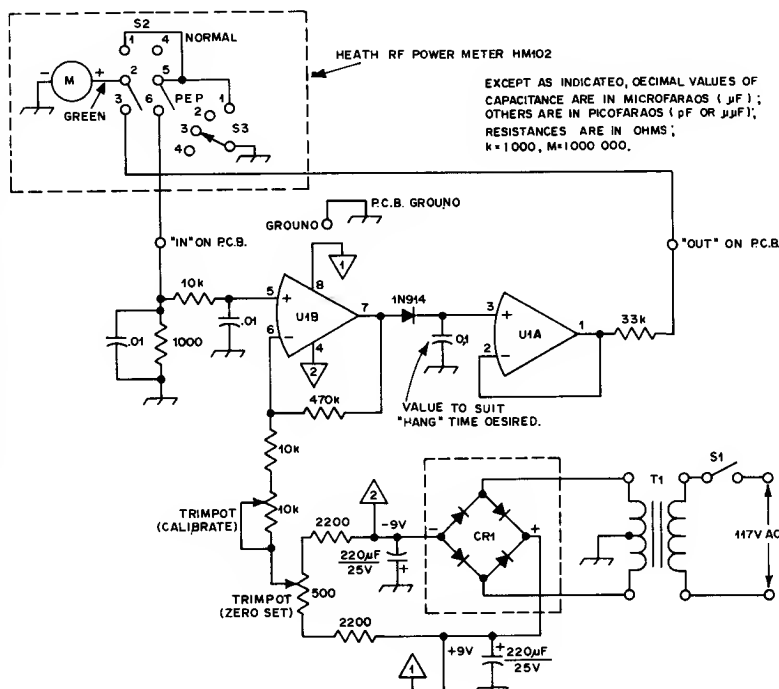 S2
1
4
NORMAL
HEATH RF POWER METER HM102
-
M
+
2
5
GREEN
3
6
PEP
1
2
3
S3
4
EXCEPT AS INDICATEO, OECIMAL VALUES OF
CAPACITANCE ARE IN MICROFARAOS ( µF) ;
OTHERS ARE IN PICOFARAOS ( pF OR µµF);
RESISTANCES ARE IN OHMS;
k=1000, M=1000 000.
P.C.B. GROUND
GROUNO
"IN" ON P.C.B.
"OUT" ON P.C.B.
10k
.01
1000
.01
5
+
8
1
U1B
7
6
-
4
2
1N914
3
+
U1A
1
2
-
33k
0.1
470k
VALUE TO SUIT
"HANG" TIME OESIRED.
10k
TRIMPOT
(CALIBRATE)
10k
2
2200
-9V
-
CR1
+
T1
S1
117V AC
220µF
25V
+
TRIMPOT
(ZERO SET)
500
2200
+9V
+
220µF
25V
1